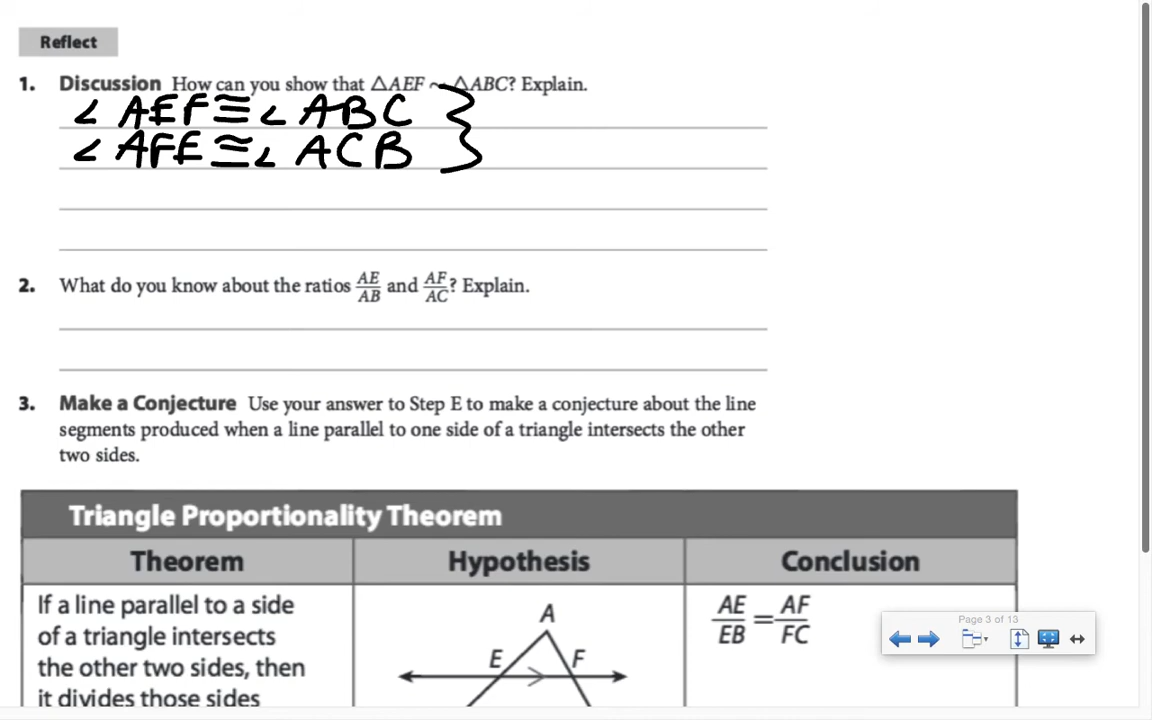 Reflect
1. Discussion How can you show that △AEF ~ △ABC? Explain.
∠ AEF ≅ ∠ ABC }
∠ AFE ≅ ∠ ACB
2. What do you know about the ratios AE/AB and AF/AC? Explain.
3. Make a Conjecture Use your answer to Step E to make a conjecture about the line
segments produced when a line parallel to one side of a triangle intersects the other
two sides.
Triangle Proportionality Theorem
Theorem Hypothesis Conclusion
If a line parallel to a side
of a triangle intersects
the other two sides, then
it divides those sides
A
E F
AE/EB = AF/FC
Page 3 of 13